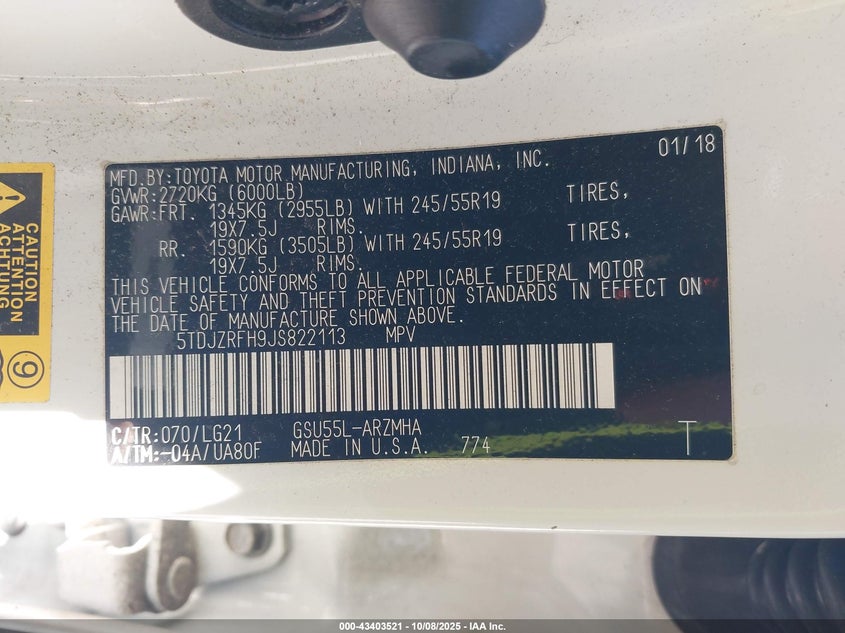 MFD.BY:TOYOTA MOTOR MANUFACTURING, INDIANA, INC. 01/18
GVWR:2720KG (6000LB)
GAWR:FRT. 1345KG (2955LB) WITH 245/55R19 TIRES,
19X7.5J RIMS.
RR. 1590KG (3505LB) WITH 245/55R19 TIRES,
19X7.5J RIMS.
THIS VEHICLE CONFORMS TO ALL APPLICABLE FEDERAL MOTOR
VEHICLE SAFETY AND THEFT PREVENTION STANDARDS IN EFFECT ON
THE DATE OF MANUFACTURE SHOWN ABOVE.
5TDJZRFH9JS822113 MPV
C/TR:070/LG21 GSU55L-ARZMHA
A/TM:-04A/UA80F MADE IN U.S.A. 774 T
CAUTION
ATTENTION
ACHTUNG
9
000-43403521 - 10/08/2025 - IAA Inc.